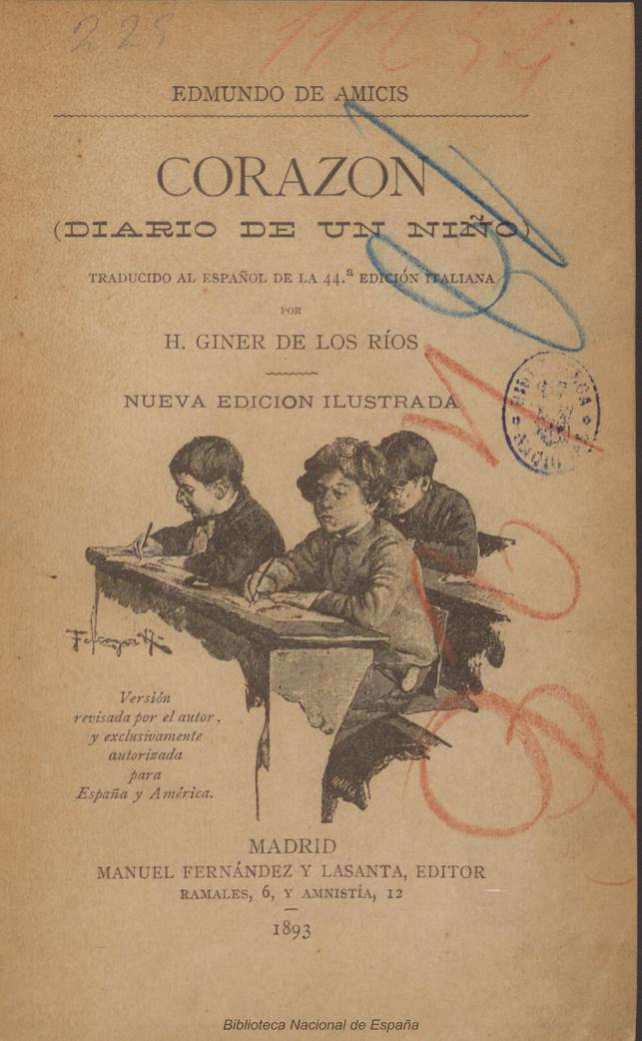 225
EDMUNDO DE AMICIS
CORAZON
(DIARIO DE UN NIÑO)
TRADUCIDO AL ESPAÑOL DE LA 44.ª EDICIÓN ITALIANA
POR
H. GINER DE LOS RÍOS
NUEVA EDICION ILUSTRADA
Versión
revisada por el autor,
y exclusivamente
autorizada
para
España y América.
MADRID
MANUEL FERNÁNDEZ Y LASANTA, EDITOR
RAMALES, 6, Y AMNISTÍA, 12
1893
Biblioteca Nacional de España